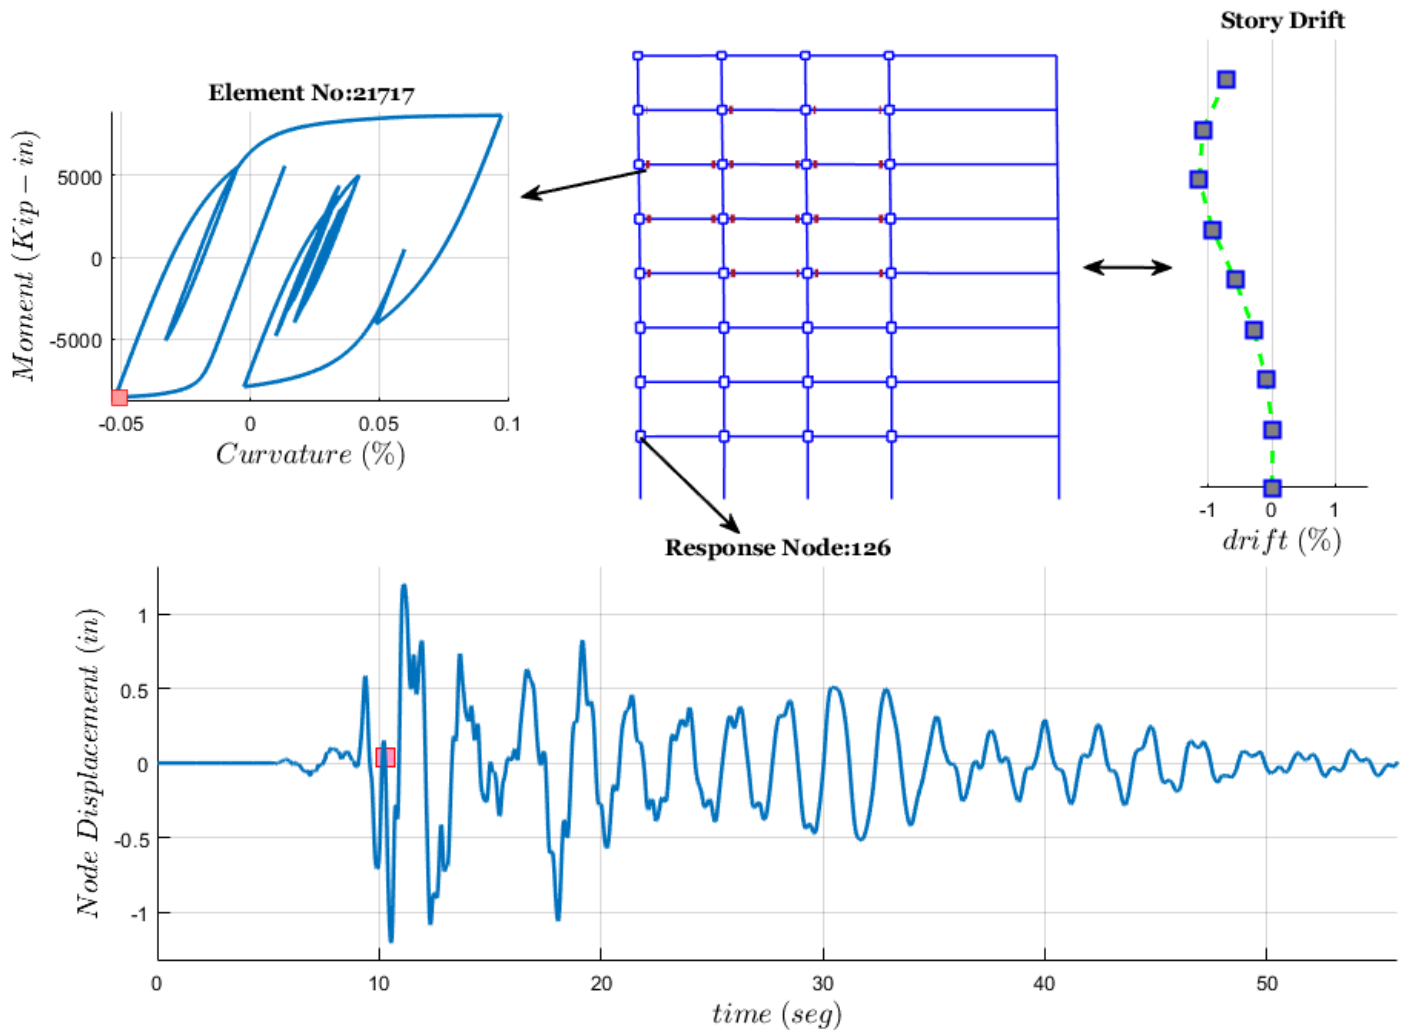 Story Drift
Element No:21717
Moment (Kip − in)
5000
0
-5000
-0.05
0
0.05
0.1
Curvature (%)
-1
0
1
drift (%)
Response Node:126
Node Displacement (in)
1
0.5
0
-0.5
-1
0
10
20
30
40
50
time (seg)